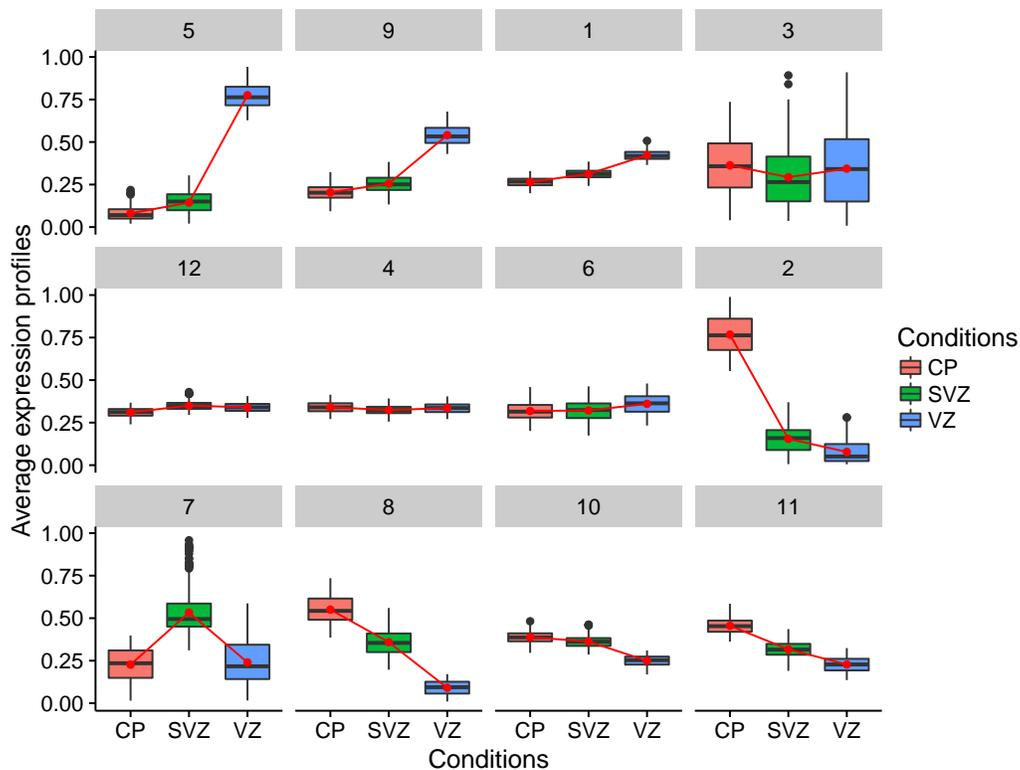 5 9 1 3
1.00
0.75
0.50
0.25
0.00
12 4 6 2
1.00
0.75
0.50
0.25
0.00
7 8 10 11
1.00
0.75
0.50
0.25
0.00
CP SVZ VZ CP SVZ VZ CP SVZ VZ CP SVZ VZ
Conditions
Average expression profiles
Conditions
CP
SVZ
VZ